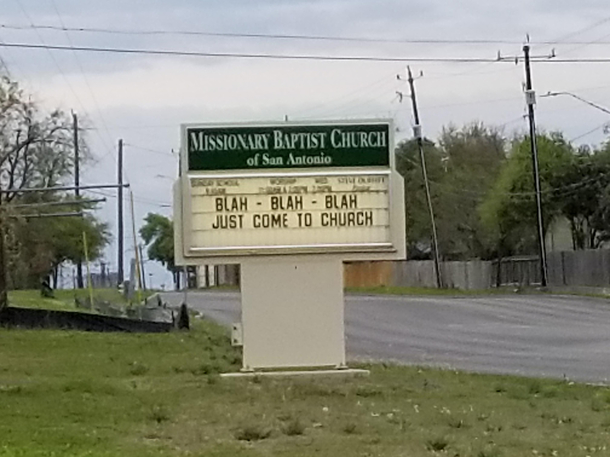 MISSIONARY BAPTIST CHURCH
of San Antonio
SUNDAY SCHOOL WORSHIP WED
BLAH - BLAH - BLAH
JUST COME TO CHURCH